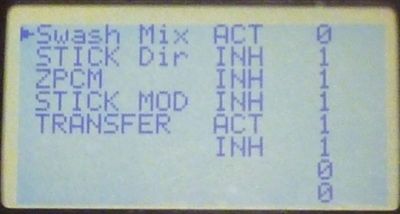 ►Swash Mix ACT 0
STICK Dir INH 1
ZPCM INH 1
STICK MOD INH 1
TRANSFER ACT 1
INH 1
0
0